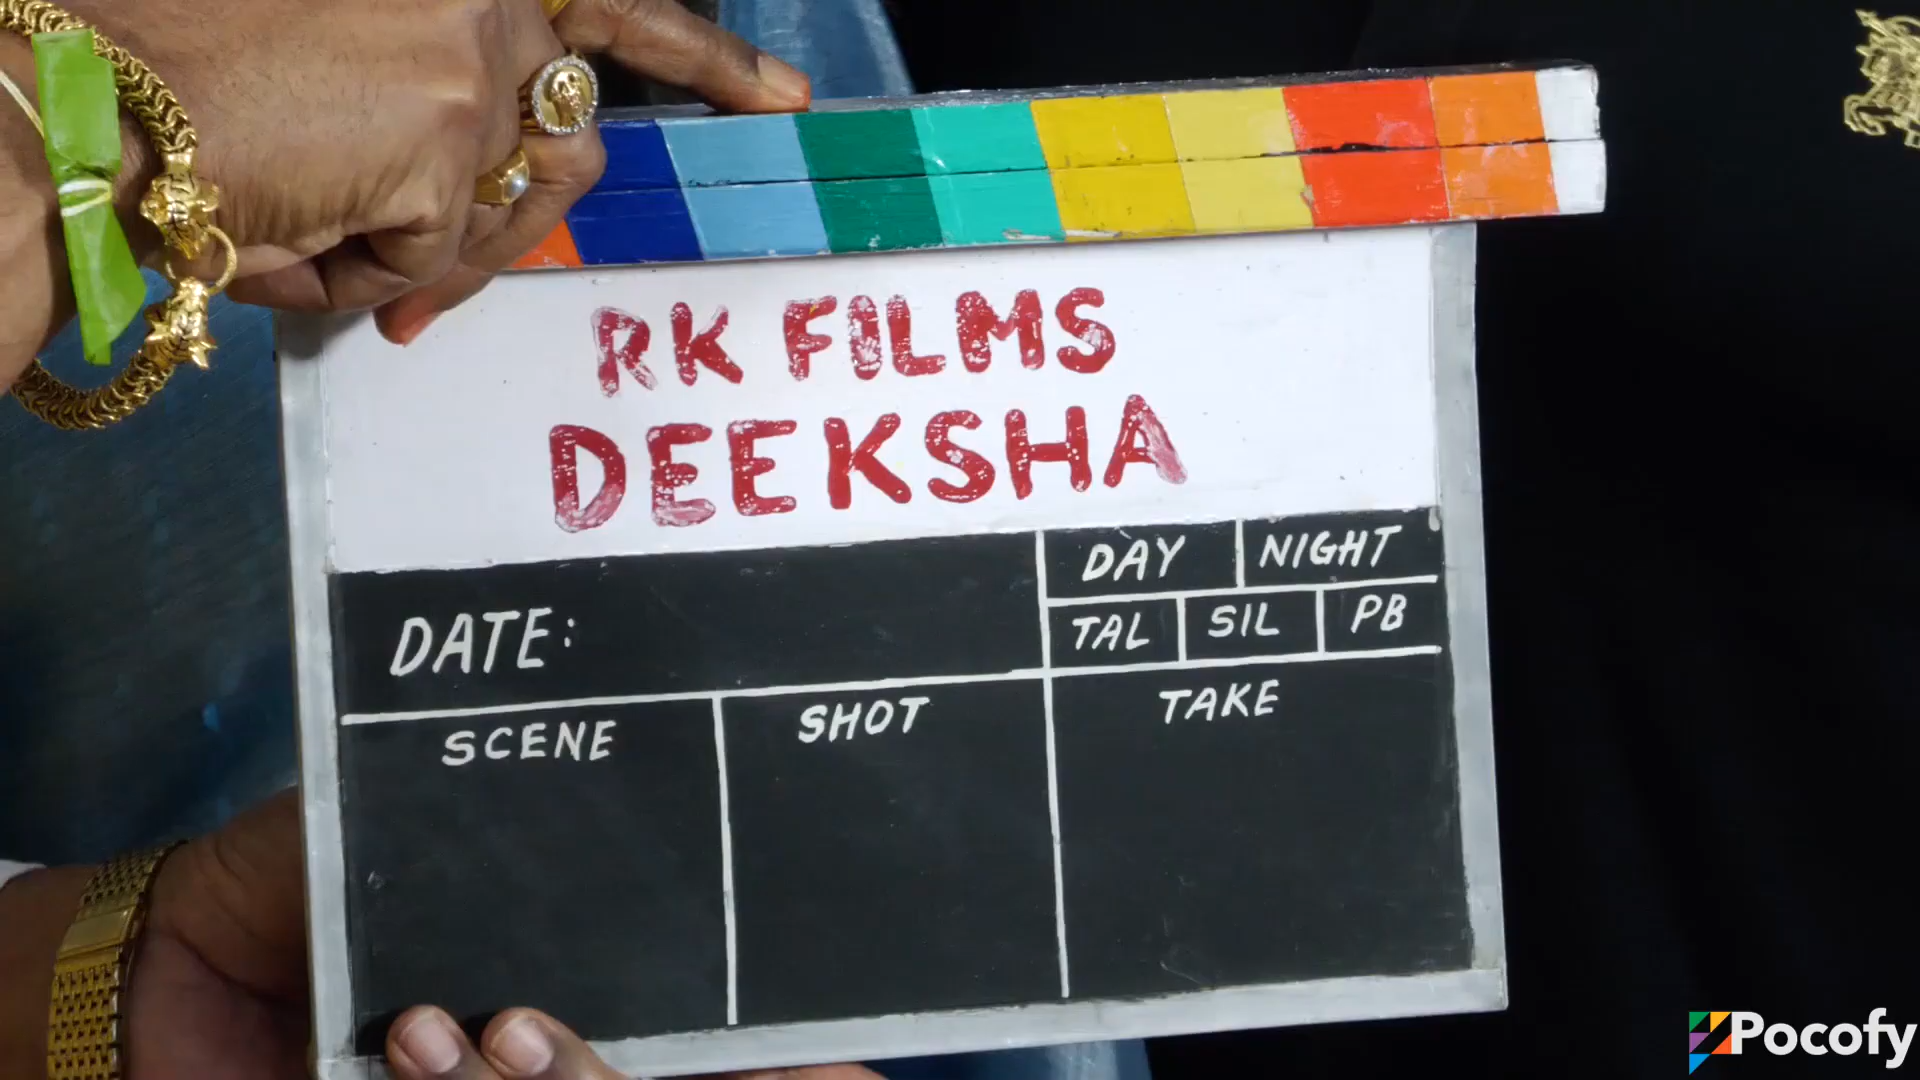 RK FILMS
DEEKSHA
DATE:
DAY NIGHT
TAL SIL PB
SCENE SHOT TAKE
Pocofy